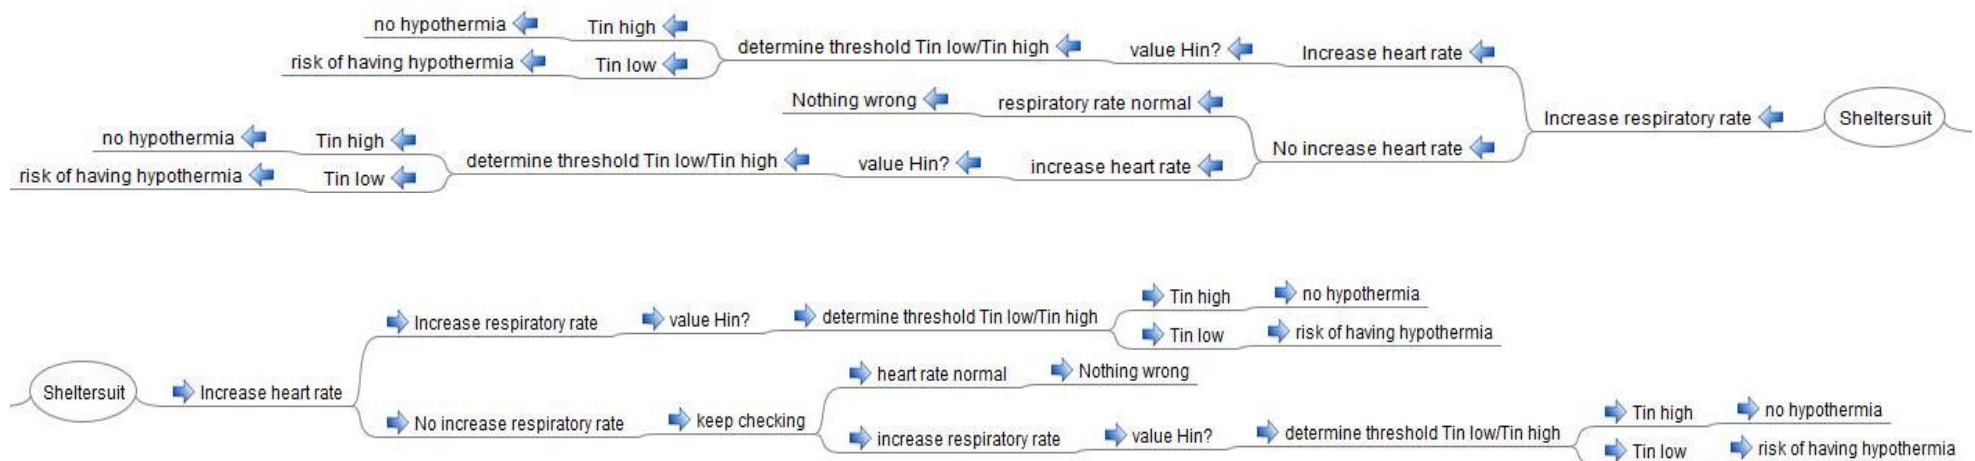 no hypothermia
Tin high
risk of having hypothermia
Tin low
determine threshold Tin low/Tin high
value Hin?
Increase heart rate
Nothing wrong
respiratory rate normal
Increase respiratory rate
Sheltersuit
no hypothermia
Tin high
risk of having hypothermia
Tin low
determine threshold Tin low/Tin high
value Hin?
increase heart rate
No increase heart rate
Sheltersuit
Increase heart rate
Increase respiratory rate
value Hin?
determine threshold Tin low/Tin high
Tin high
no hypothermia
Tin low
risk of having hypothermia
No increase respiratory rate
keep checking
heart rate normal
Nothing wrong
increase respiratory rate
value Hin?
determine threshold Tin low/Tin high
Tin high
no hypothermia
Tin low
risk of having hypothermia